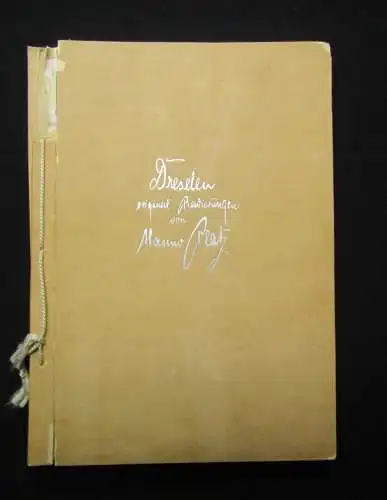 Dresden
original Radierungen
von
Hanns Platz